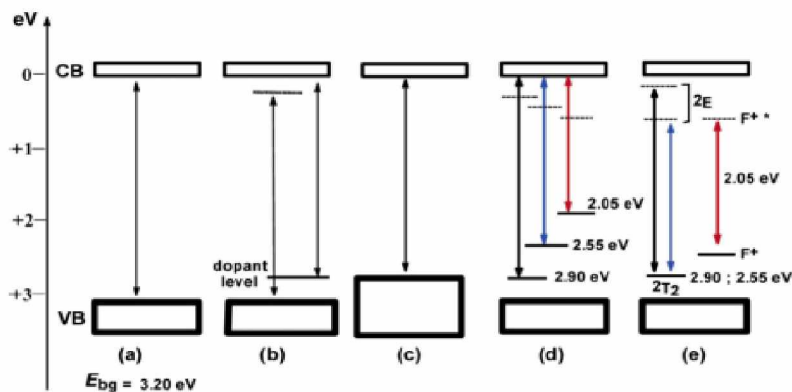 eV
CB
0
+1
+2
+3
VB
dopant
level
2.05 eV
2.55 eV
2.90 eV
2E
F+ *
2.05 eV
F+
2T2
2.90 ; 2.55 eV
(a)
(b)
(c)
(d)
(e)
Ebg = 3.20 eV